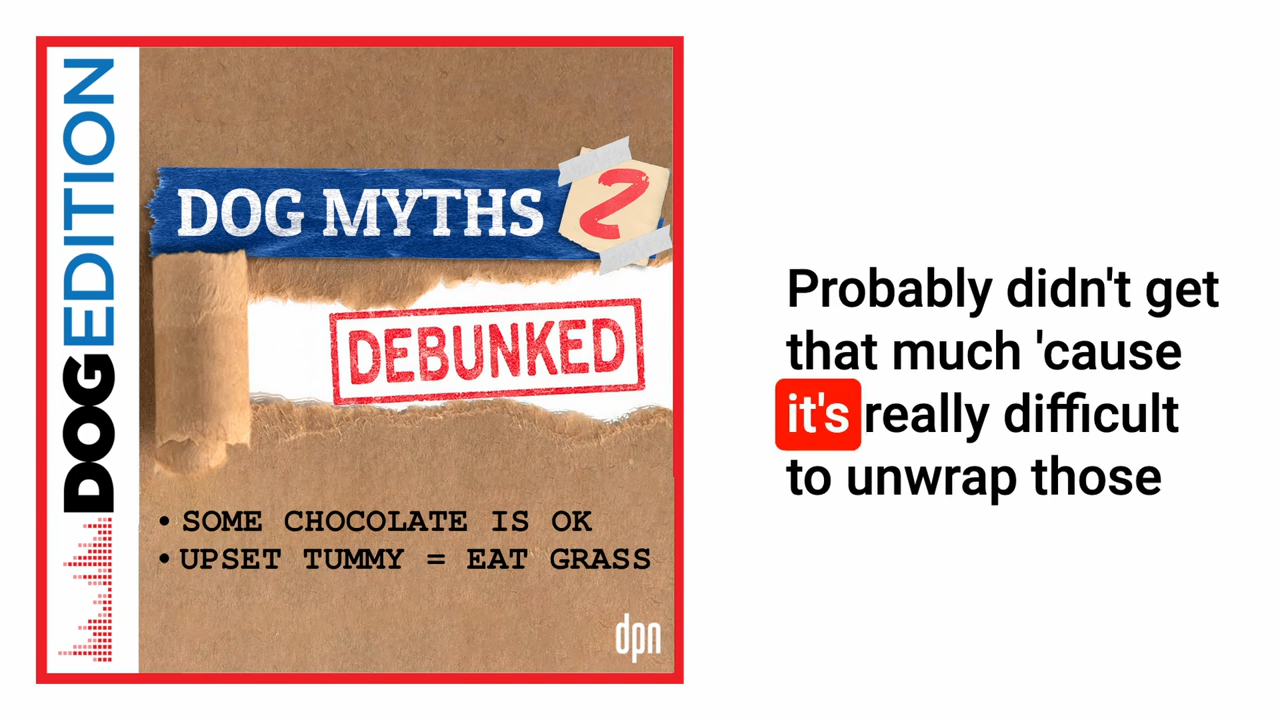 DOGEDITION
DOG MYTHS 2
DEBUNKED
• SOME CHOCOLATE IS OK
• UPSET TUMMY = EAT GRASS
dpn
Probably didn't get
that much 'cause
it's really difficult
to unwrap those